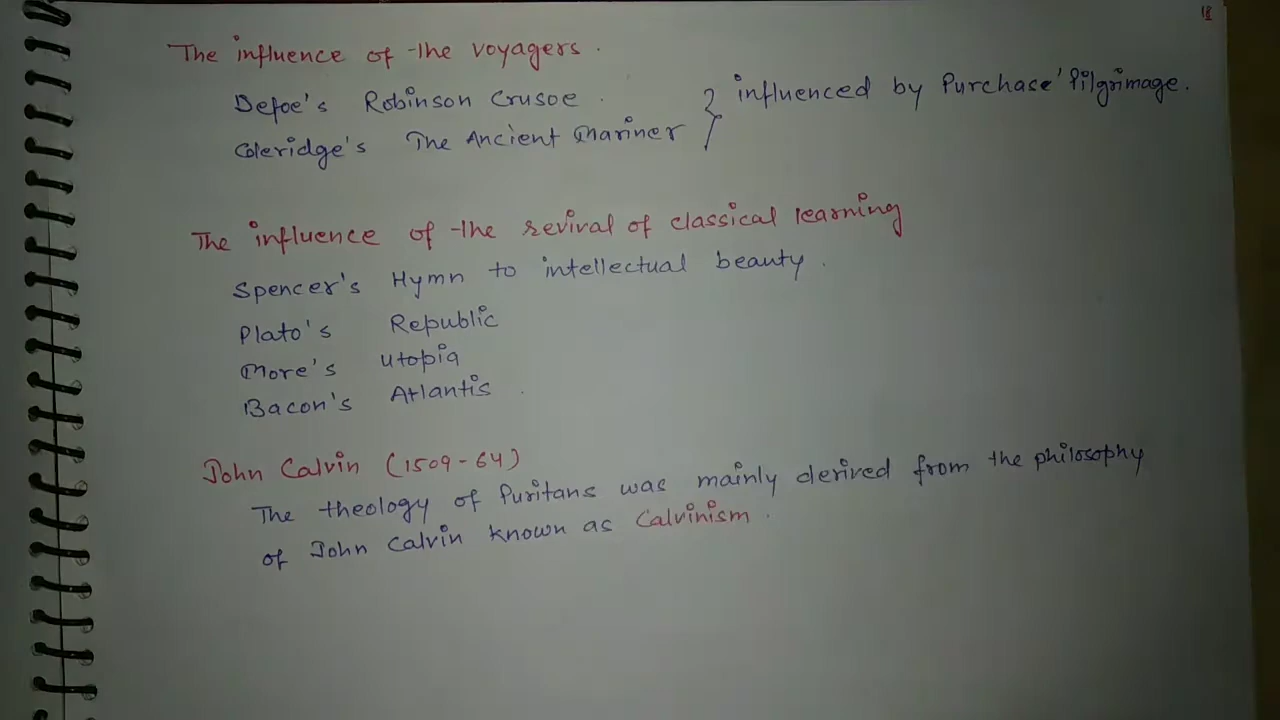 18
The influence of the voyagers.
Defoe's Robinson Crusoe.
Coleridge's The Ancient Mariner } influenced by Purchase' Pilgrimage.
The influence of the revival of classical learning
Spencer's Hymn to intellectual beauty.
Plato's Republic
More's Utopia
Bacon's Atlantis.
John Calvin (1509-64)
The theology of Puritans was mainly derived from the philosophy
of John Calvin known as Calvinism.